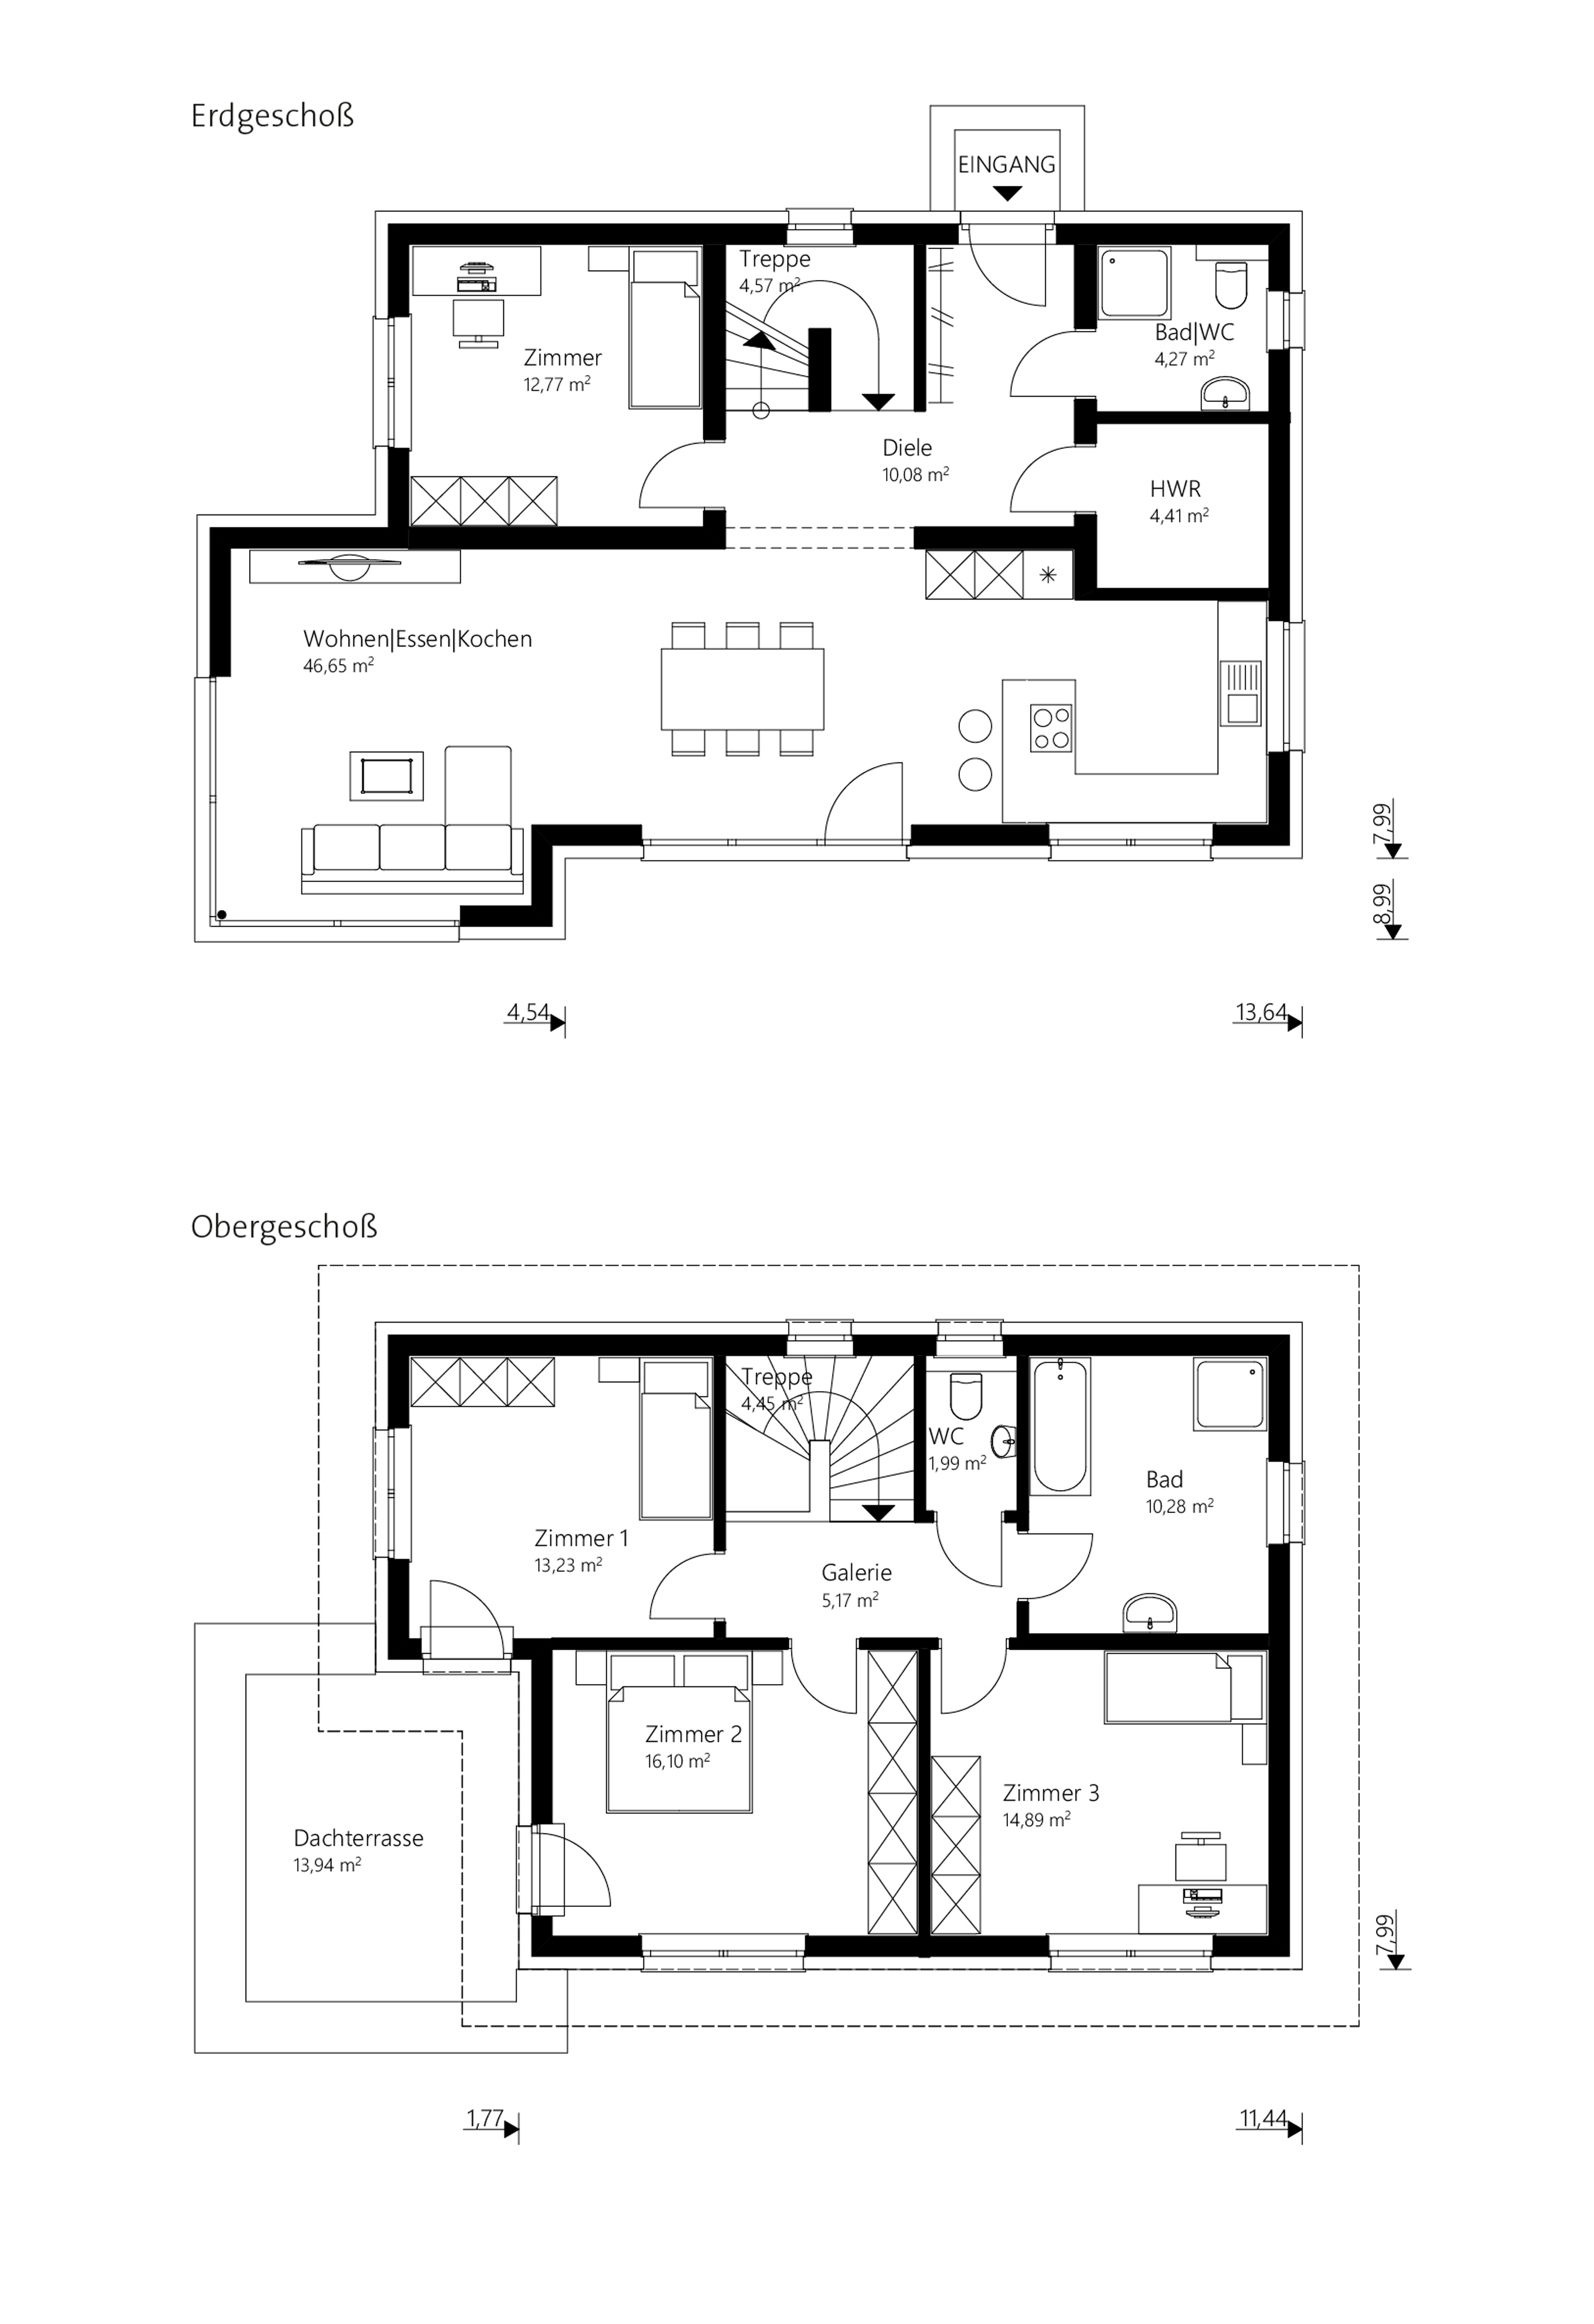 Erdgeschoß
EINGANG
Treppe
4,57 m²
Bad|WC
4,27 m²
Zimmer
12,77 m²
Diele
10,08 m²
HWR
4,41 m²
Wohnen|Essen|Kochen
46,65 m²
7,99
8,99
4,54
13,64
Obergeschoß
Treppe
4,45 m²
WC
1,99 m²
Bad
10,28 m²
Zimmer 1
13,23 m²
Galerie
5,17 m²
Zimmer 2
16,10 m²
Zimmer 3
14,89 m²
Dachterrasse
13,94 m²
7,99
1,77
11,44